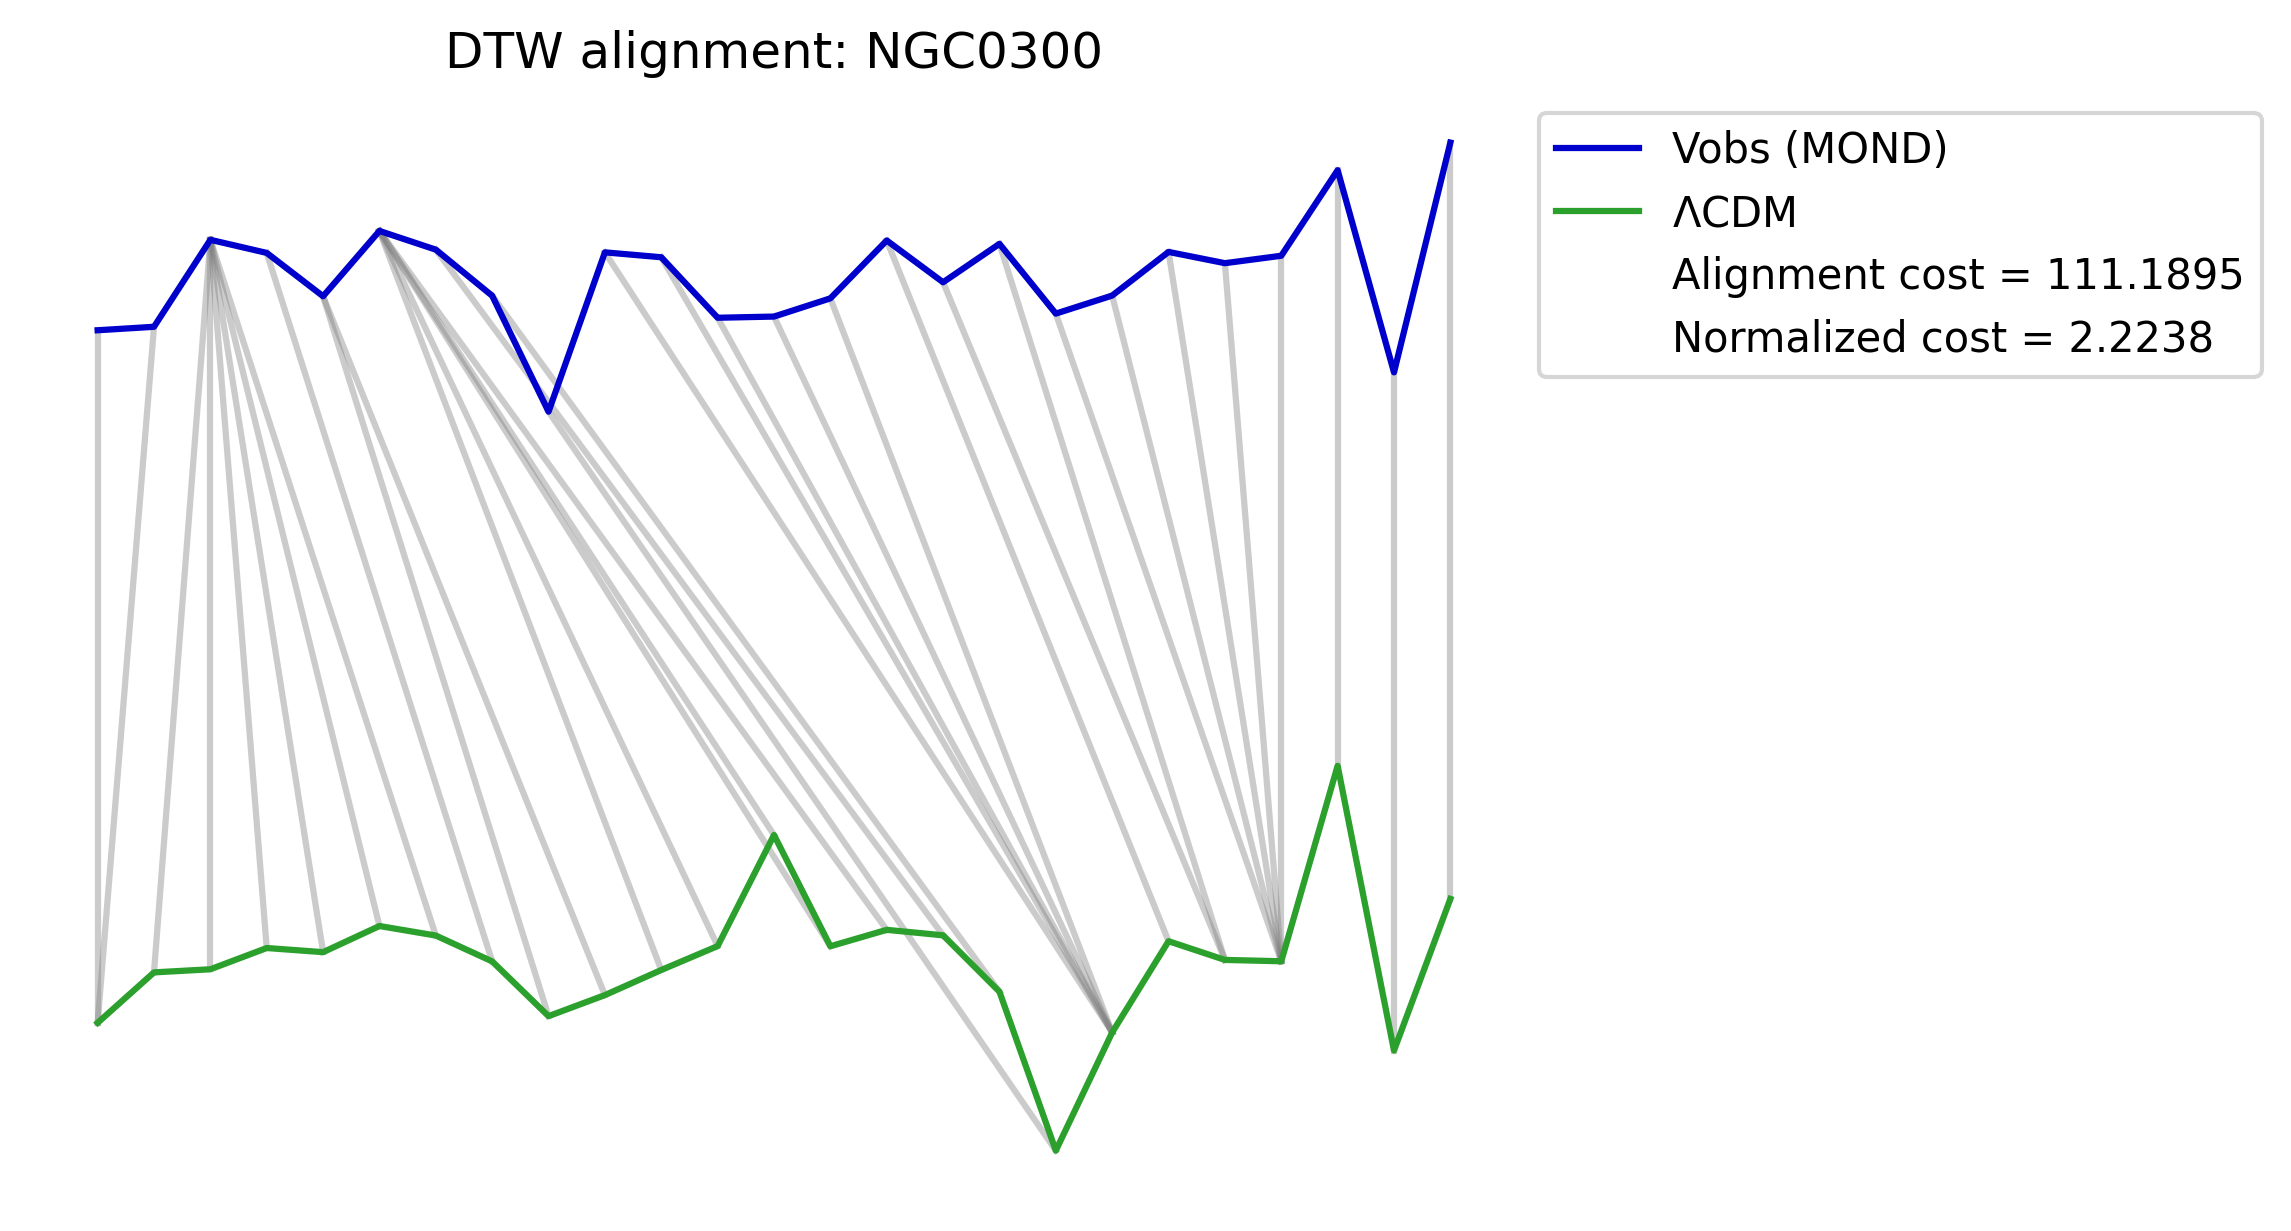 DTW alignment: NGC0300
Vobs (MOND)
ΛCDM
Alignment cost = 111.1895
Normalized cost = 2.2238